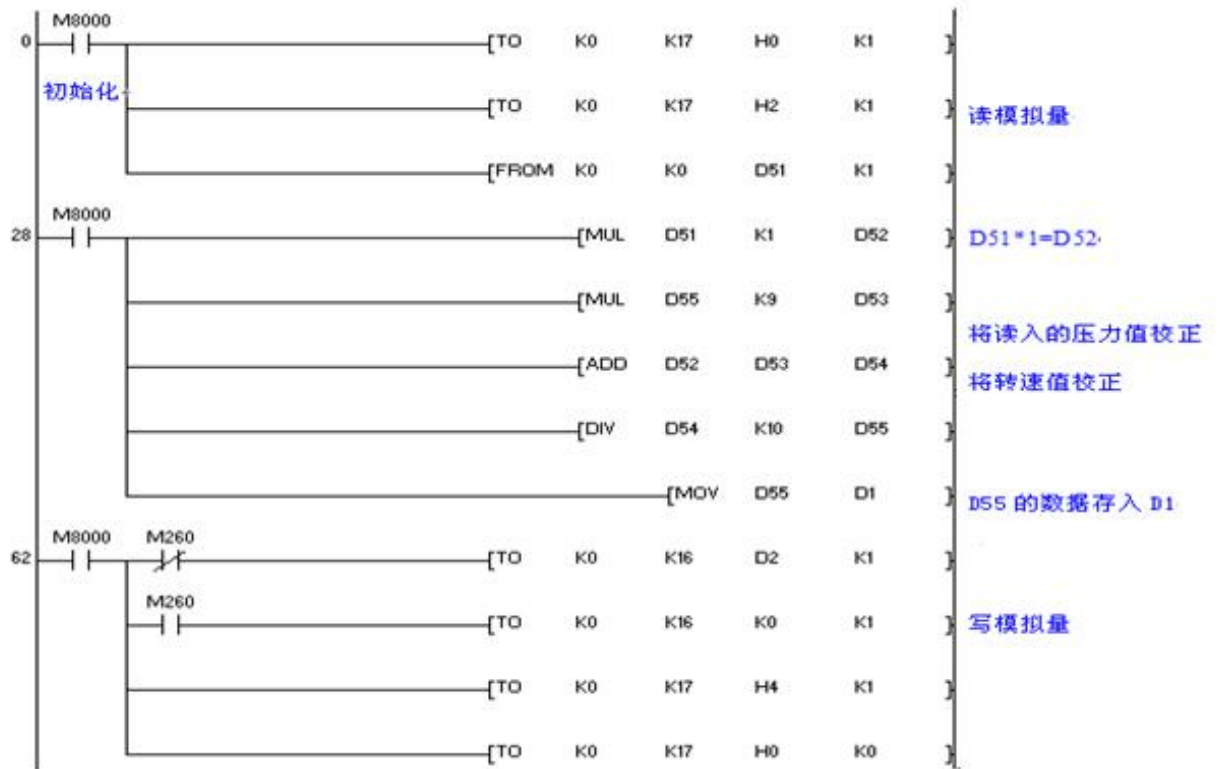 M8000
0 [TO K0 K17 H0 K1 ]
初始化
[TO K0 K17 H2 K1 ] 读模拟量
[FROM K0 K0 D51 K1 ]
M8000
28 [MUL D51 K1 D52 ] D51*1=D52
[MUL D55 K9 D53 ]
将读入的压力值校正
[ADD D52 D53 D54 ]
将转速值校正
[DIV D54 K10 D55 ]
[MOV D55 D1 ] D55 的数据存入 D1
M8000 M260
62 [TO K0 K16 D2 K1 ]
M260
[TO K0 K16 K0 K1 ] 写模拟量
[TO K0 K17 H4 K1 ]
[TO K0 K17 H0 K0 ]